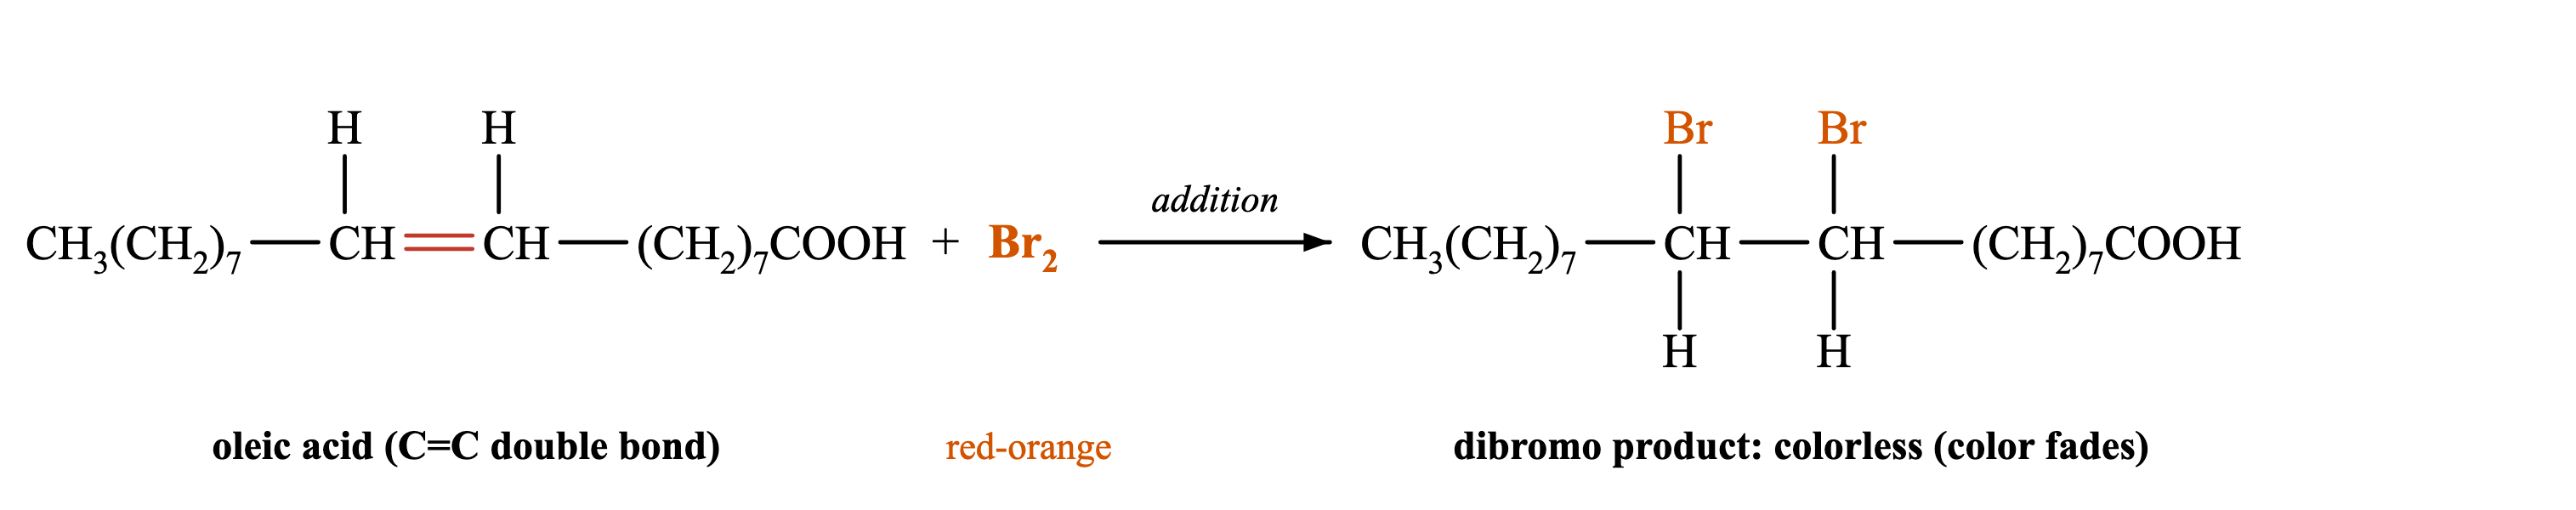 H H Br Br
addition
CH₃(CH₂)₇ CH CH (CH₂)₇COOH + Br₂ CH₃(CH₂)₇ CH CH (CH₂)₇COOH
H H
oleic acid (C=C double bond) red-orange dibromo product: colorless (color fades)